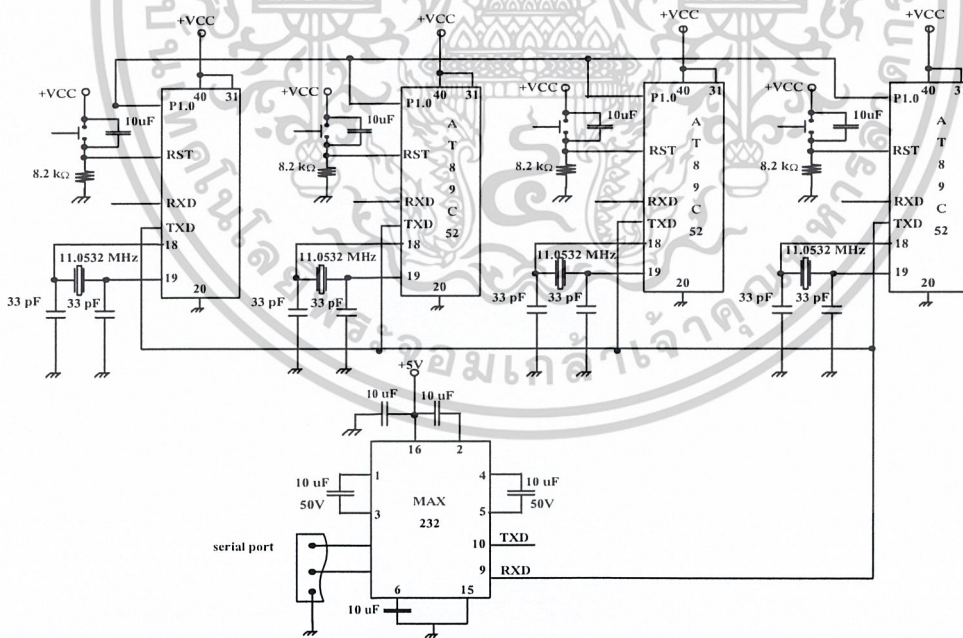 +VCC
+VCC
+VCC
+VCC
40 31
P1.0
+VCC
10uF
RST
8.2 kΩ
RXD
TXD
18
11.0532 MHz
19
33 pF
33 pF
20
40 31
P1.0
+VCC
10uF
A
T
8
9
C
52
RST
8.2 kΩ
RXD
TXD
18
11.0532 MHz
19
33 pF
33 pF
20
40 31
P1.0
+VCC
10uF
A
T
8
9
C
52
RST
8.2 kΩ
RXD
TXD
18
11.0532 MHz
19
33 pF
33 pF
20
40
P1.0
+VCC
10uF
A
T
8
9
C
52
RST
8.2 kΩ
RXD
TXD
18
11.0532 MHz
19
33 pF
33 pF
20
+5V
10 uF
10 uF
16
2
1
4
10 uF
50V
MAX
232
10 uF
50V
3
5
serial port
10
TXD
9
RXD
6
15
10 uF